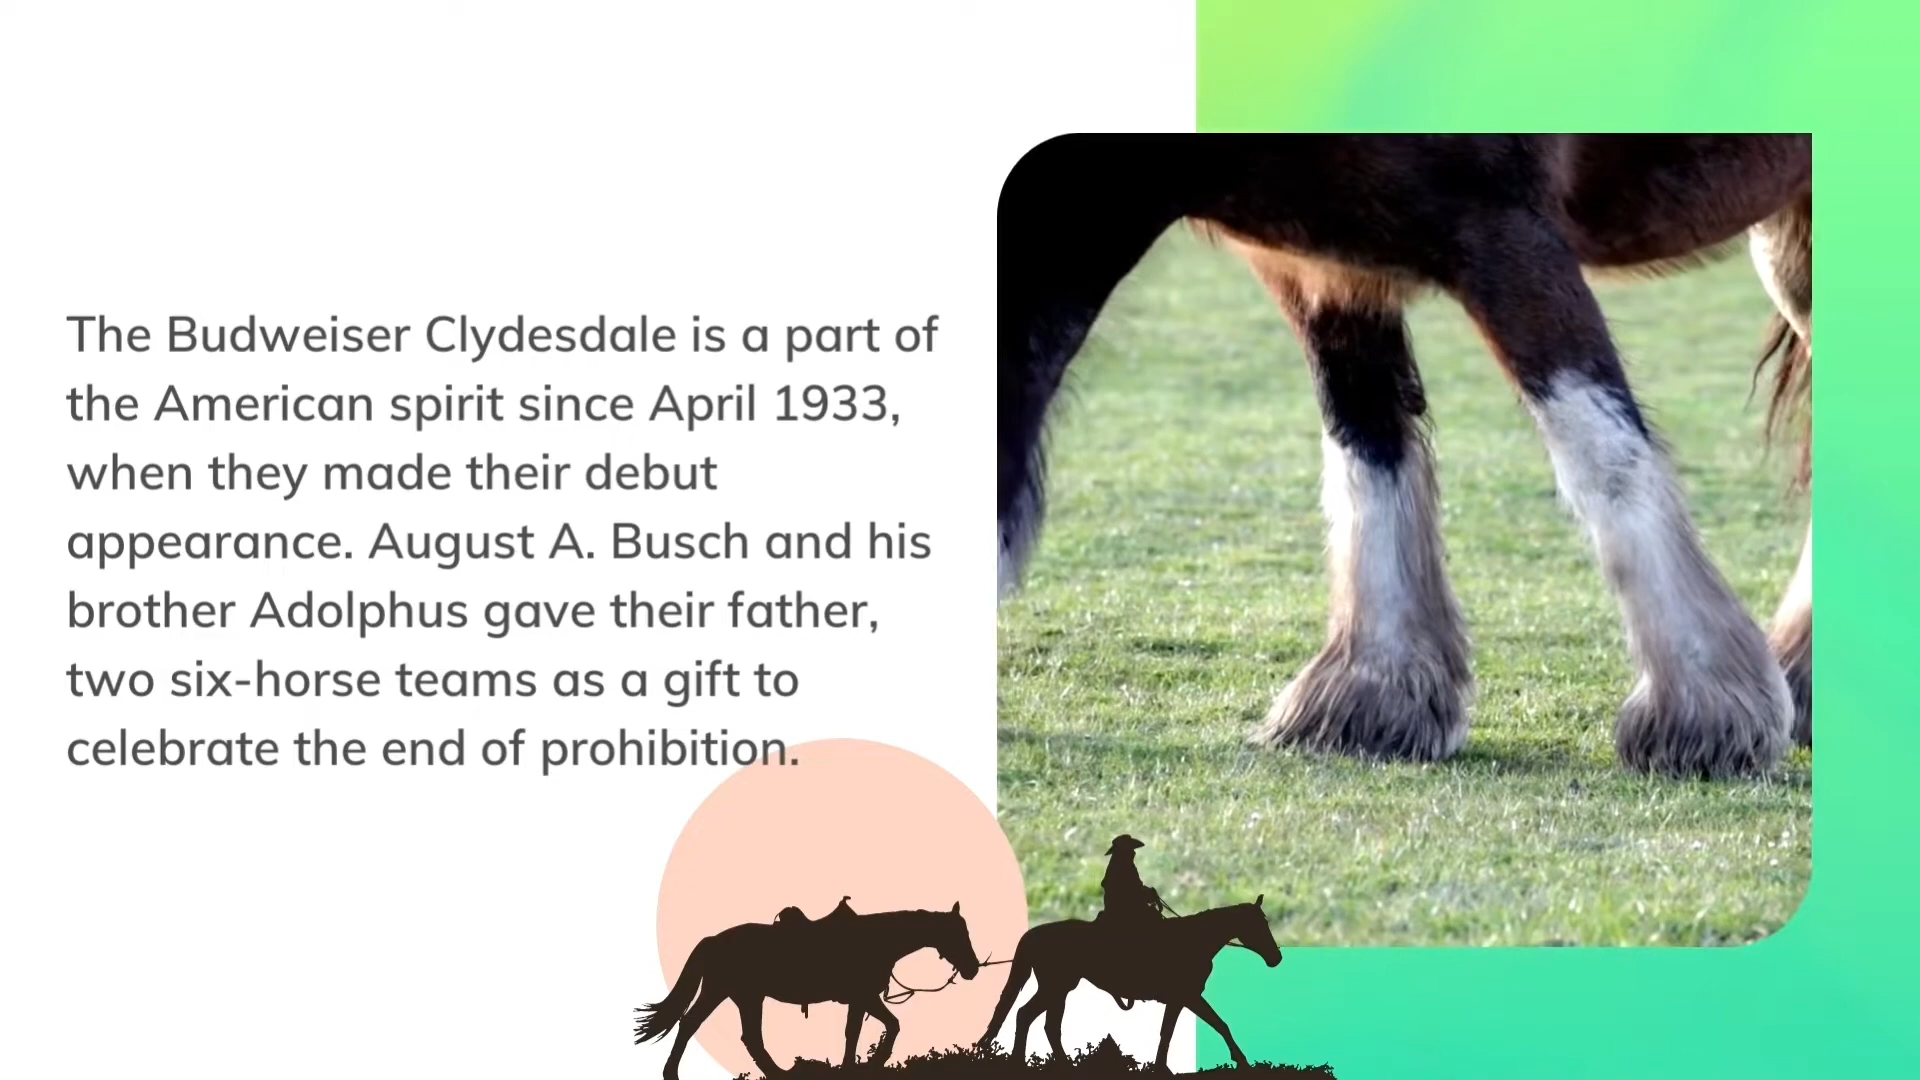 The Budweiser Clydesdale is a part of
the American spirit since April 1933,
when they made their debut
appearance. August A. Busch and his
brother Adolphus gave their father,
two six-horse teams as a gift to
celebrate the end of prohibition.